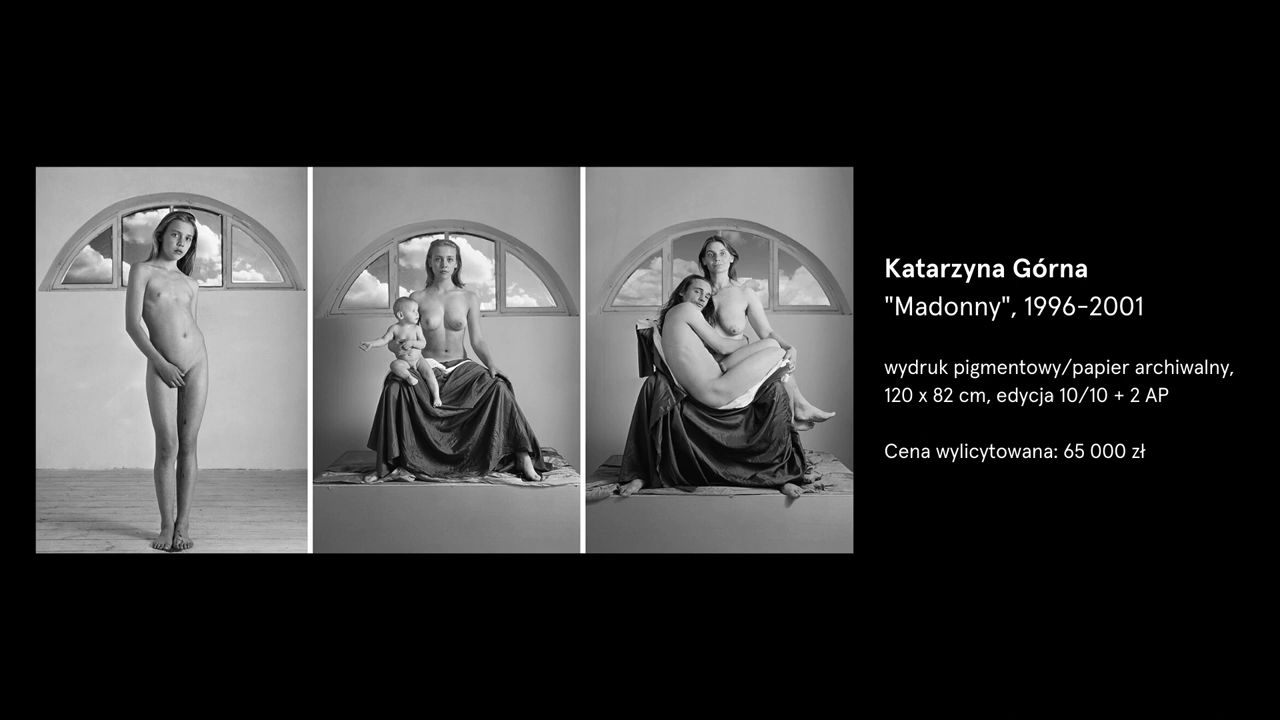 Katarzyna Górna
"Madonny", 1996-2001
wydruk pigmentowy/papier archiwalny,
120 x 82 cm, edycja 10/10 + 2 AP
Cena wylicytowana: 65 000 zł